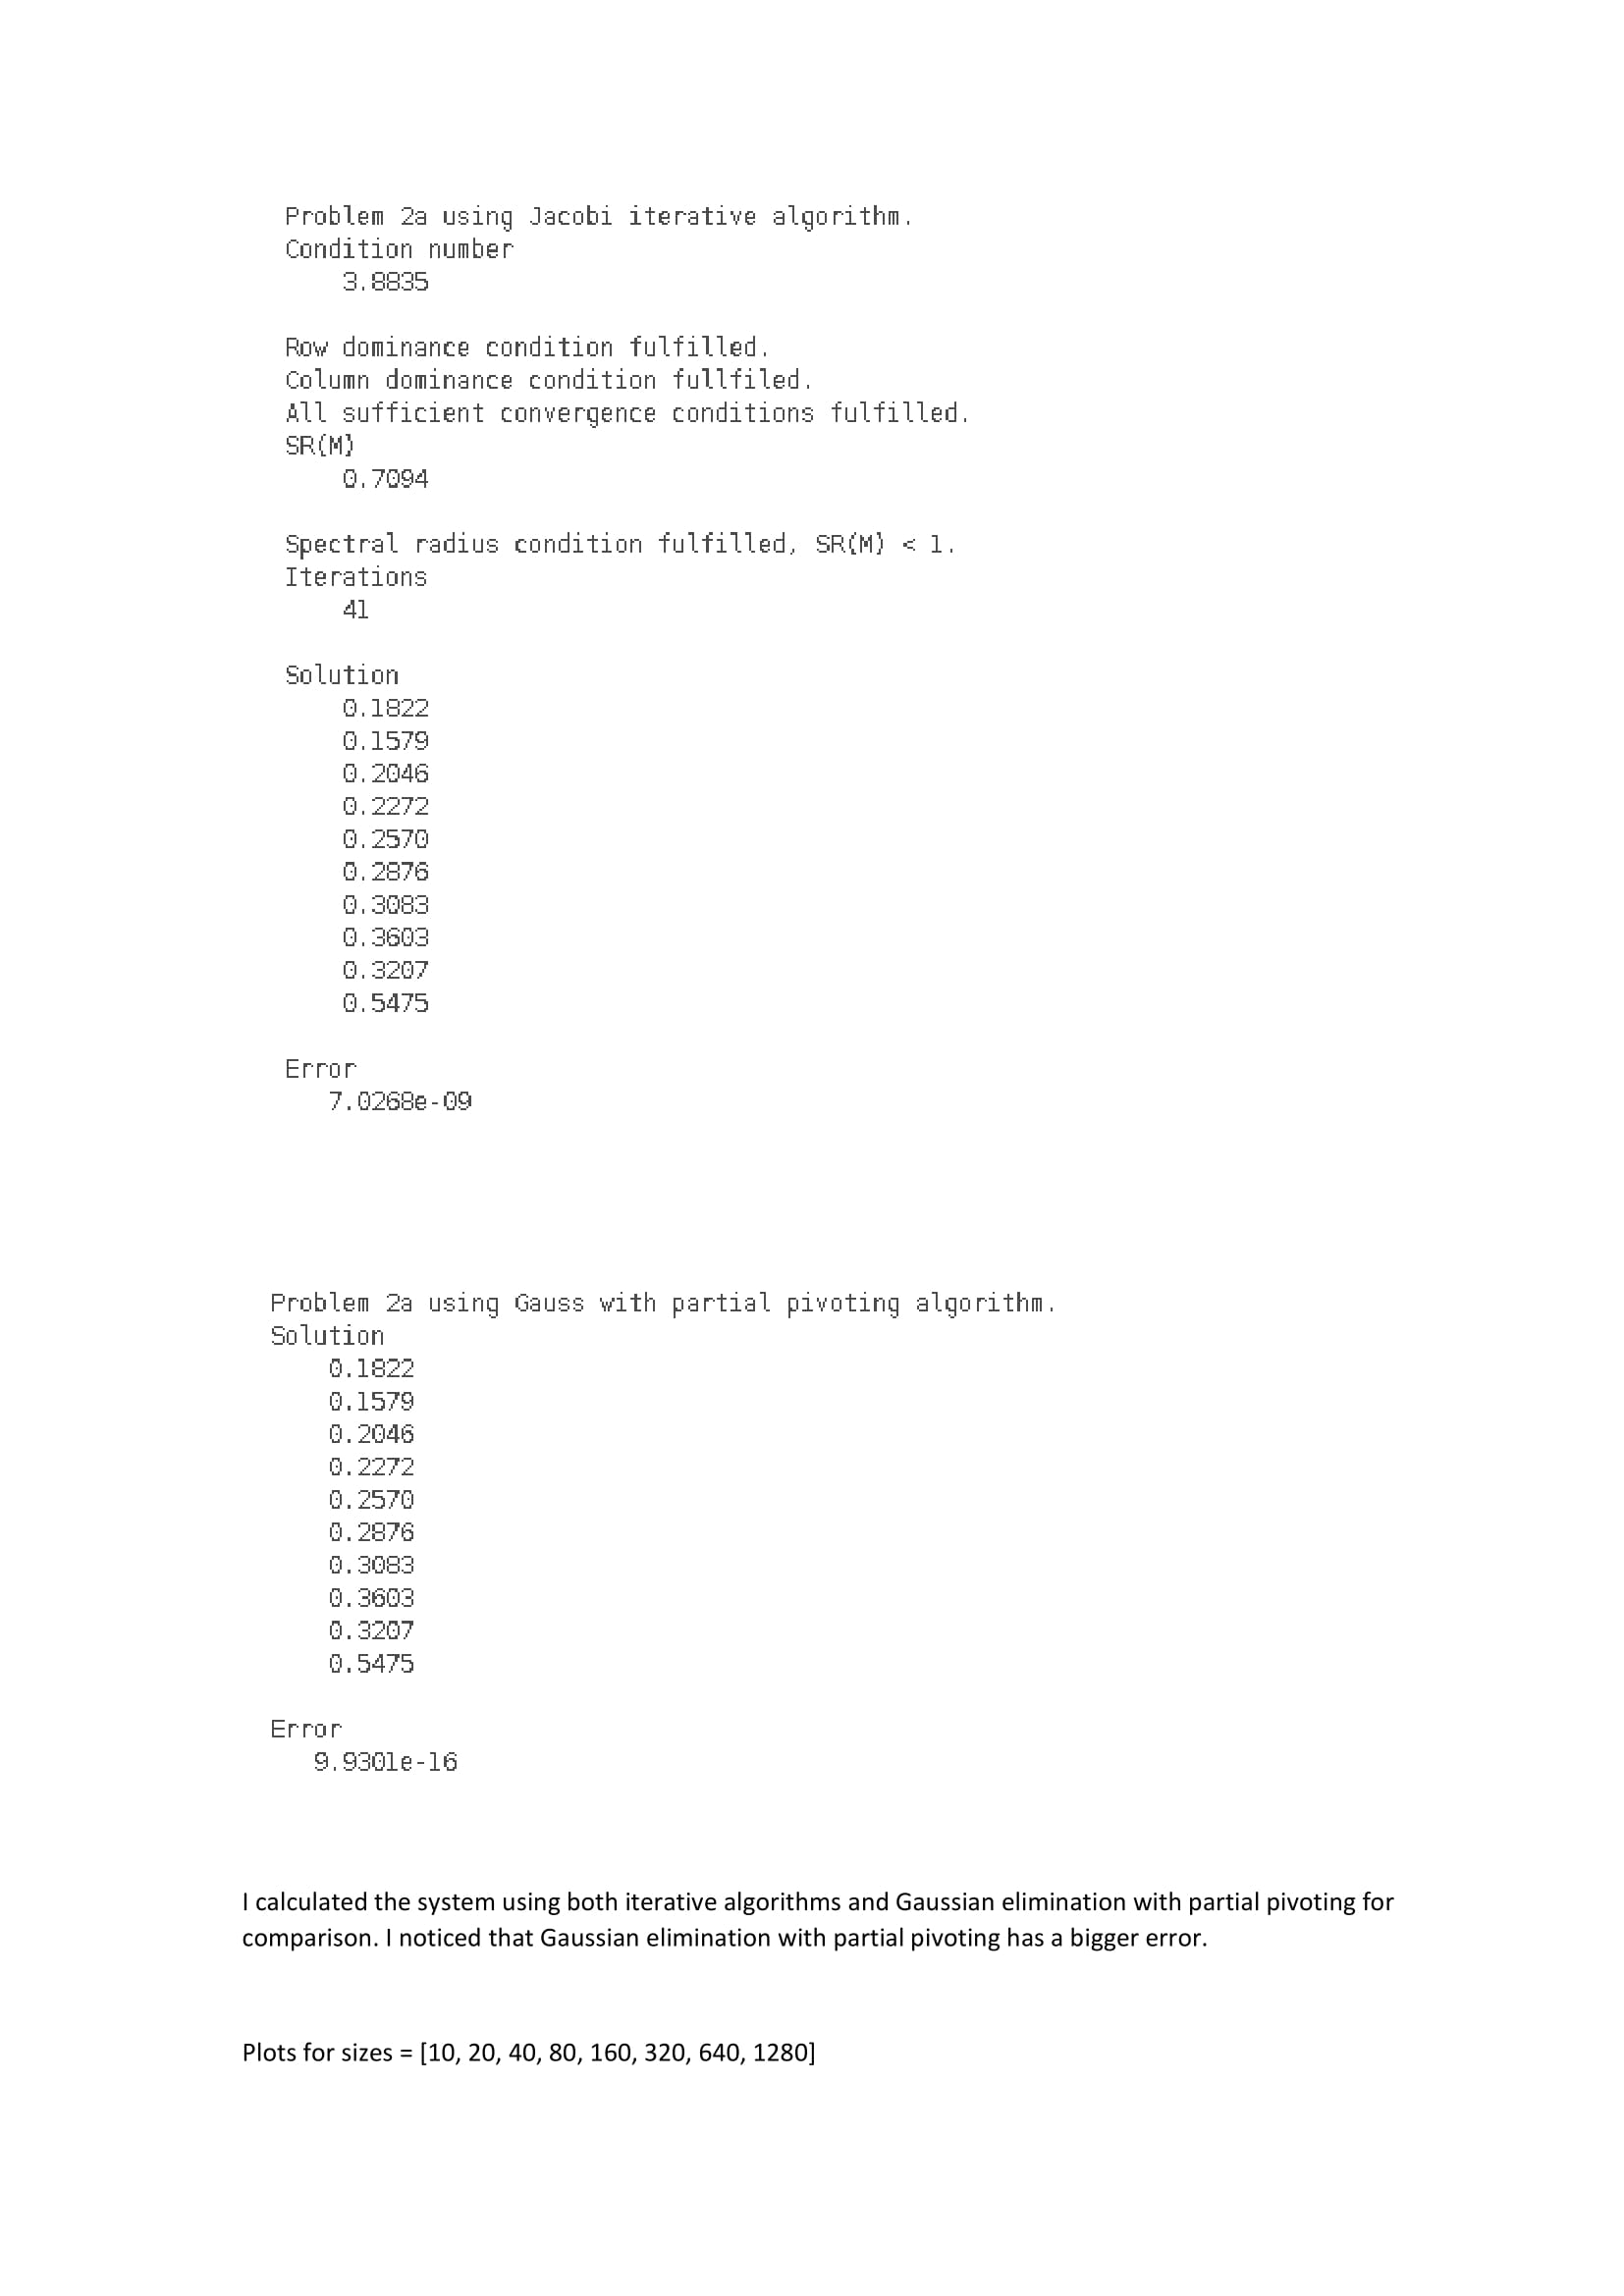 Problem 2a using Jacobi iterative algorithm.
Condition number
3.8835
Row dominance condition fulfilled.
Column dominance condition fullfiled.
All sufficient convergence conditions fulfilled.
SR(M)
0.7094
Spectral radius condition fulfilled, SR(M) < 1.
Iterations
41
Solution
0.1822
0.1579
0.2046
0.2272
0.2570
0.2876
0.3083
0.3603
0.3207
0.5475
Error
7.0268e-09
Problem 2a using Gauss with partial pivoting algorithm.
Solution
0.1822
0.1579
0.2046
0.2272
0.2570
0.2876
0.3083
0.3603
0.3207
0.5475
Error
9.9301e-16
I calculated the system using both iterative algorithms and Gaussian elimination with partial pivoting for
comparison. I noticed that Gaussian elimination with partial pivoting has a bigger error.
Plots for sizes = [10, 20, 40, 80, 160, 320, 640, 1280]